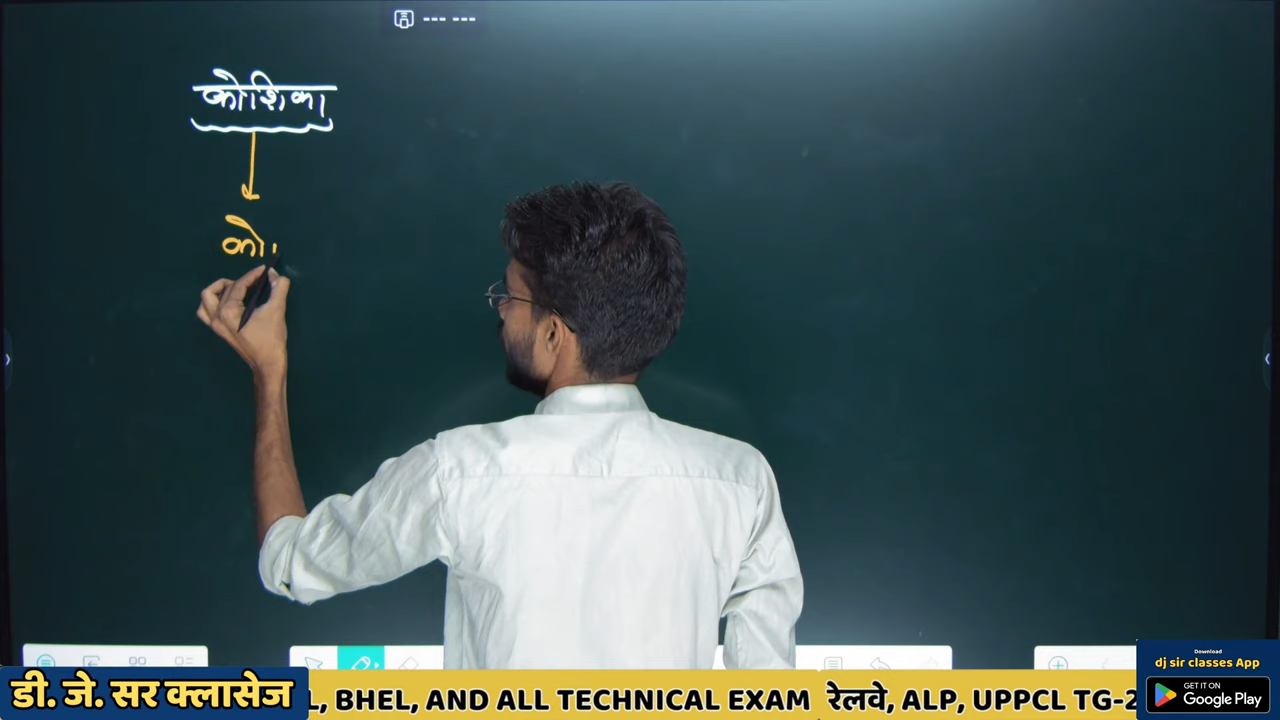 कोशिका
को
Download
dj sir classes App
GET IT ON
Google Play
डी. जे. सर क्लासेज
L, BHEL, AND ALL TECHNICAL EXAM रेलवे, ALP, UPPCL TG-2